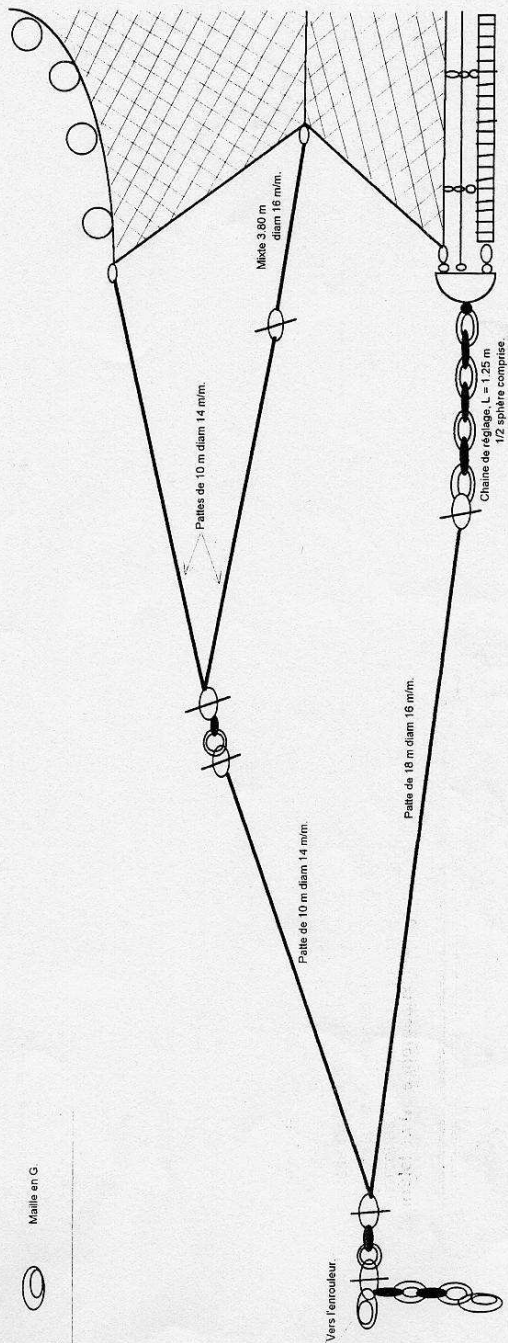 Maille en G.
Vers l'enrouleur.
Patte de 10 m diam 14 m/m.
Patte de 18 m diam 16 m/m.
Pattes de 10 m diam 14 m/m.
Mixte 3.80 m
diam 16 m/m.
Chaine de réglage, L = 1.25 m
1/2 sphère comprise.